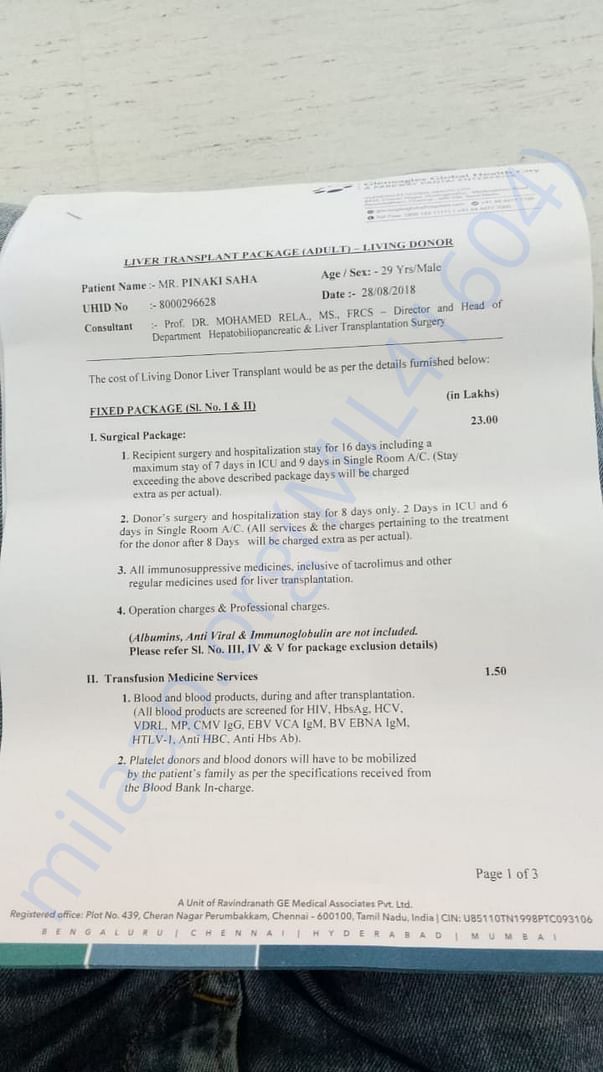 Gleneagles Global Health City
LIVER TRANSPLANT PACKAGE (ADULT) – LIVING DONOR
Patient Name :- MR. PINAKI SAHA
Age / Sex: - 29 Yrs/Male
UHID No :- 8000296628
Date :- 28/08/2018
Consultant :- Prof. DR. MOHAMED RELA., MS., FRCS – Director and Head of
Department Hepatobiliopancreatic & Liver Transplantation Surgery
The cost of Living Donor Liver Transplant would be as per the details furnished below:
FIXED PACKAGE (Sl. No. I & II)
(in Lakhs)
I. Surgical Package:
23.00
1. Recipient surgery and hospitalization stay for 16 days including a
maximum stay of 7 days in ICU and 9 days in Single Room A/C. (Stay
exceeding the above described package days will be charged
extra as per actual).
2. Donor's surgery and hospitalization stay for 8 days only. 2 Days in ICU and 6
days in Single Room A/C. (All services & the charges pertaining to the treatment
for the donor after 8 Days will be charged extra as per actual).
3. All immunosuppressive medicines, inclusive of tacrolimus and other
regular medicines used for liver transplantation.
4. Operation charges & Professional charges.
(Albumins, Anti Viral & Immunoglobulin are not included.
Please refer Sl. No. III, IV & V for package exclusion details)
II. Transfusion Medicine Services
1.50
1. Blood and blood products, during and after transplantation.
(All blood products are screened for HIV, HbsAg, HCV,
VDRL, MP, CMV IgG, EBV VCA IgM, BV EBNA IgM,
HTLV-1, Anti HBC, Anti Hbs Ab).
2. Platelet donors and blood donors will have to be mobilized
by the patient's family as per the specifications received from
the Blood Bank In-charge.
Page 1 of 3
A Unit of Ravindranath GE Medical Associates Pvt. Ltd.
Registered office: Plot No. 439, Cheran Nagar Perumbakkam, Chennai - 600100, Tamil Nadu, India | CIN: U85110TN1998PTC093106
BENGALURU | CHENNAI | HYDERABAD | MUMBAI